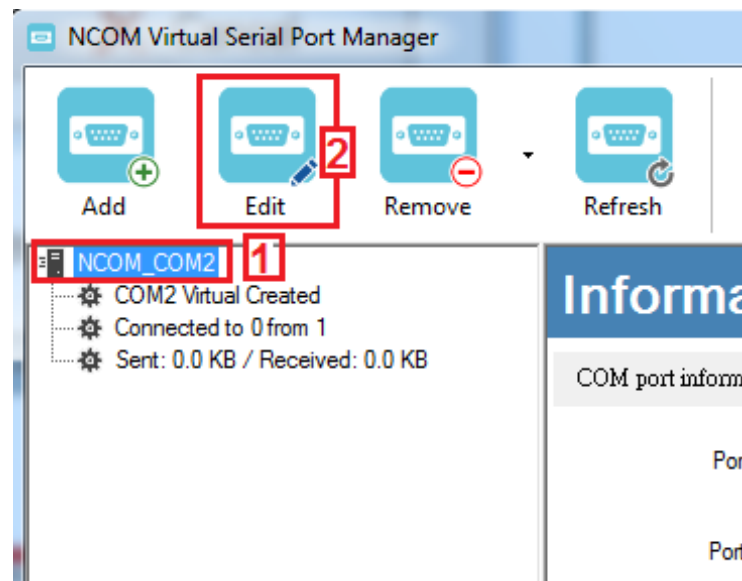 NCOM Virtual Serial Port Manager
Add
Edit
2
Remove
Refresh
NCOM_COM2
1
COM2 Virtual Created
Connected to 0 from 1
Sent: 0.0 KB / Received: 0.0 KB
Informa
COM port inform
Por
Port